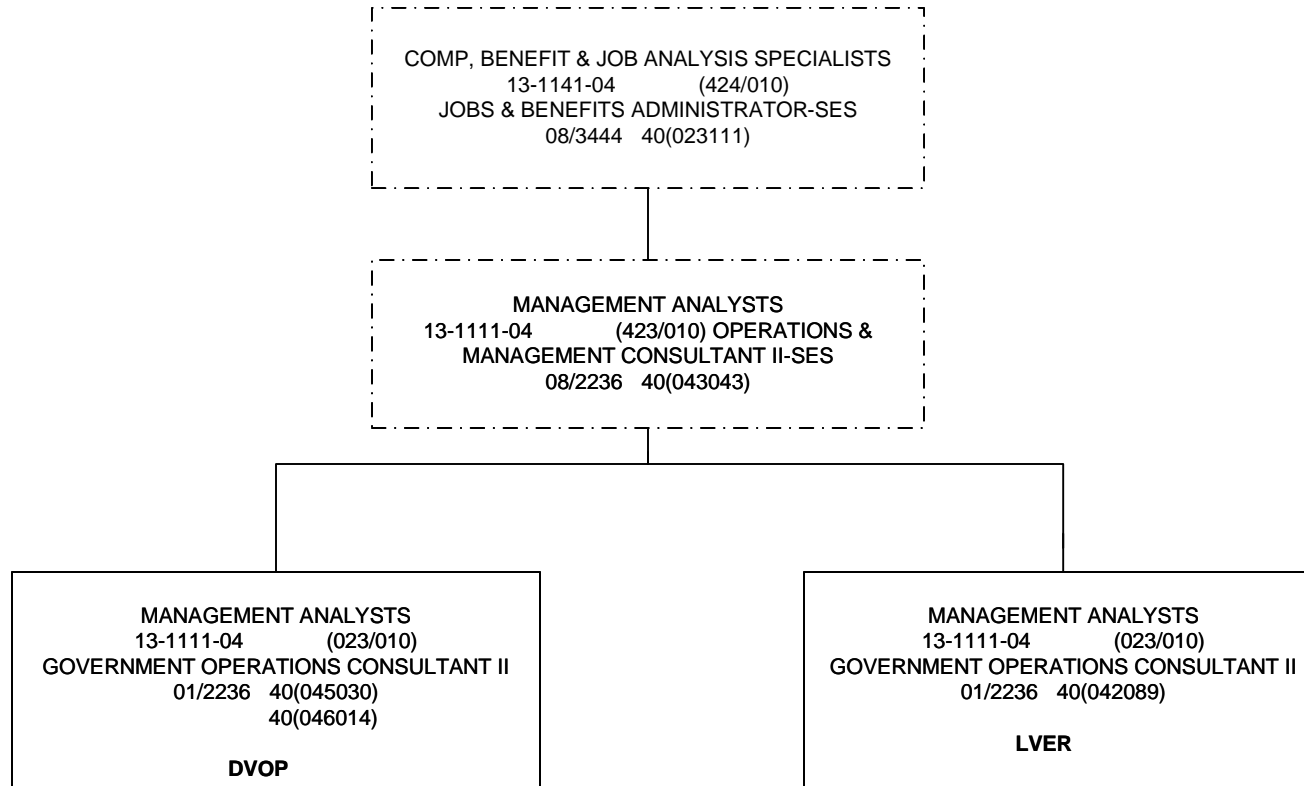 COMP, BENEFIT & JOB ANALYSIS SPECIALISTS
13-1141-04 (424/010)
JOBS & BENEFITS ADMINISTRATOR-SES
08/3444 40(023111)
MANAGEMENT ANALYSTS
13-1111-04 (423/010) OPERATIONS &
MANAGEMENT CONSULTANT II-SES
08/2236 40(043043)
MANAGEMENT ANALYSTS
13-1111-04 (023/010)
GOVERNMENT OPERATIONS CONSULTANT II
01/2236 40(045030)
40(046014)
DVOP
MANAGEMENT ANALYSTS
13-1111-04 (023/010)
GOVERNMENT OPERATIONS CONSULTANT II
01/2236 40(042089)
LVER